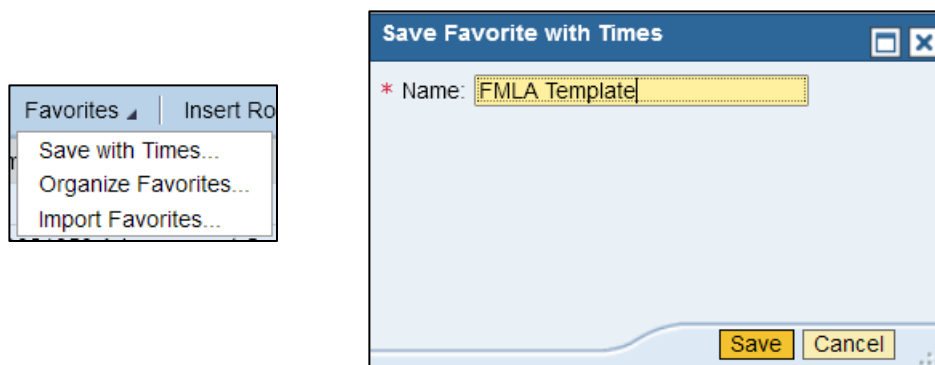 Favorites Insert Ro
Save with Times...
Organize Favorites...
Import Favorites...
Save Favorite with Times
* Name: FMLA Template
Save Cancel